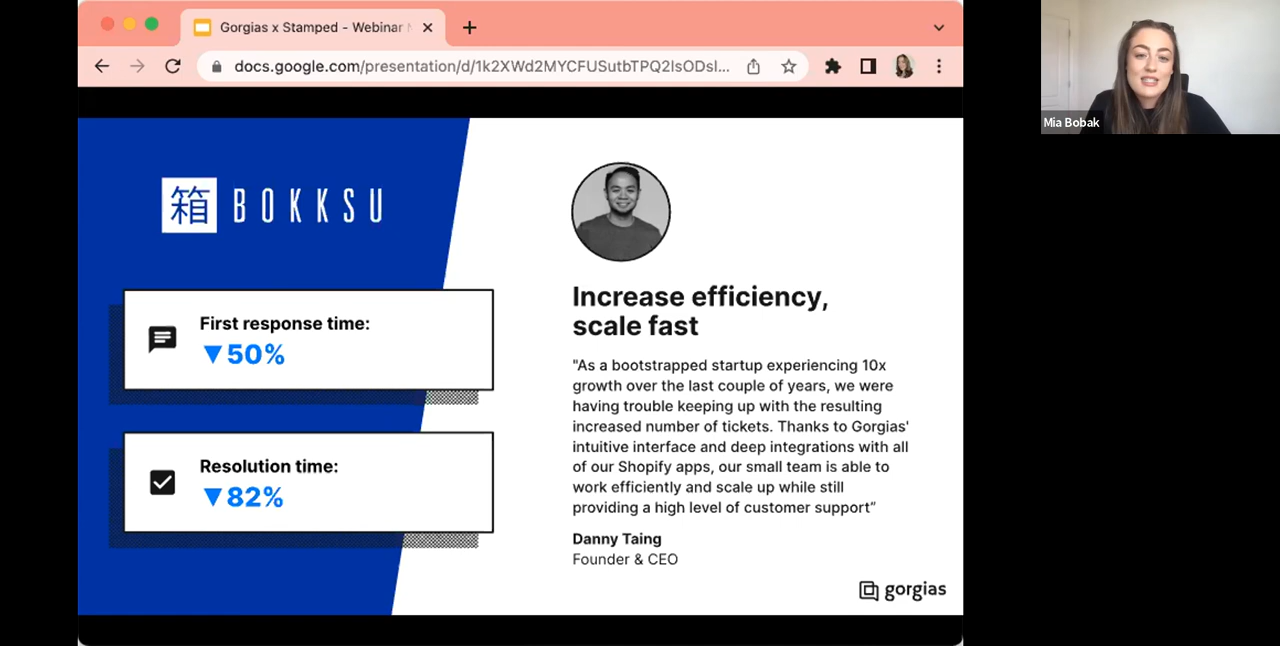 Gorgias x Stamped - Webinar
docs.google.com/presentation/d/1k2XWd2MYCFUSutbTPQ2IsODsI...
Mia Bobak
箱 BOKKSU
First response time:
▼50%
Resolution time:
▼82%
Increase efficiency,
scale fast
"As a bootstrapped startup experiencing 10x
growth over the last couple of years, we were
having trouble keeping up with the resulting
increased number of tickets. Thanks to Gorgias'
intuitive interface and deep integrations with all
of our Shopify apps, our small team is able to
work efficiently and scale up while still
providing a high level of customer support”
Danny Taing
Founder & CEO
gorgias